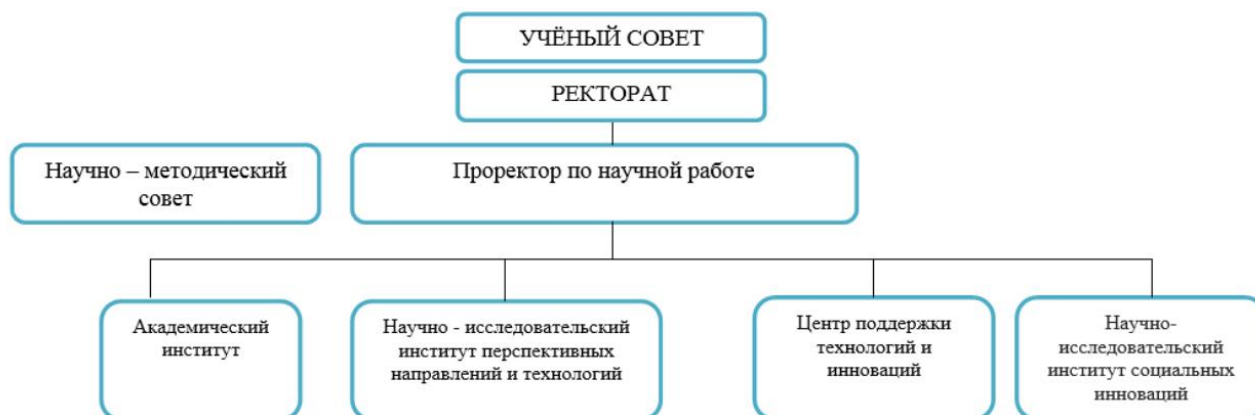 УЧЁНЫЙ СОВЕТ
РЕКТОРАТ
Научно – методический
совет
Проректор по научной работе
Академический
институт
Научно - исследовательский
институт перспективных
направлений и технологий
Центр поддержки
технологий и
инноваций
Научно-
исследовательский
институт социальных
инноваций